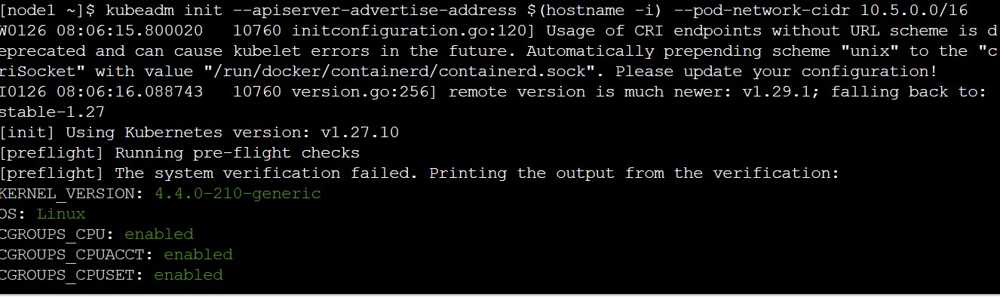 [node1 ~]$ kubeadm init --apiserver-advertise-address $(hostname -i) --pod-network-cidr 10.5.0.0/16
W0126 08:06:15.800020   10760 initconfiguration.go:120] Usage of CRI endpoints without URL scheme is d
eprecated and can cause kubelet errors in the future. Automatically prepending scheme "unix" to the "c
riSocket" with value "/run/docker/containerd/containerd.sock". Please update your configuration!
I0126 08:06:16.088743   10760 version.go:256] remote version is much newer: v1.29.1; falling back to:
stable-1.27
[init] Using Kubernetes version: v1.27.10
[preflight] Running pre-flight checks
[preflight] The system verification failed. Printing the output from the verification:
KERNEL_VERSION: 4.4.0-210-generic
OS: Linux
CGROUPS_CPU: enabled
CGROUPS_CPUACCT: enabled
CGROUPS_CPUSET: enabled